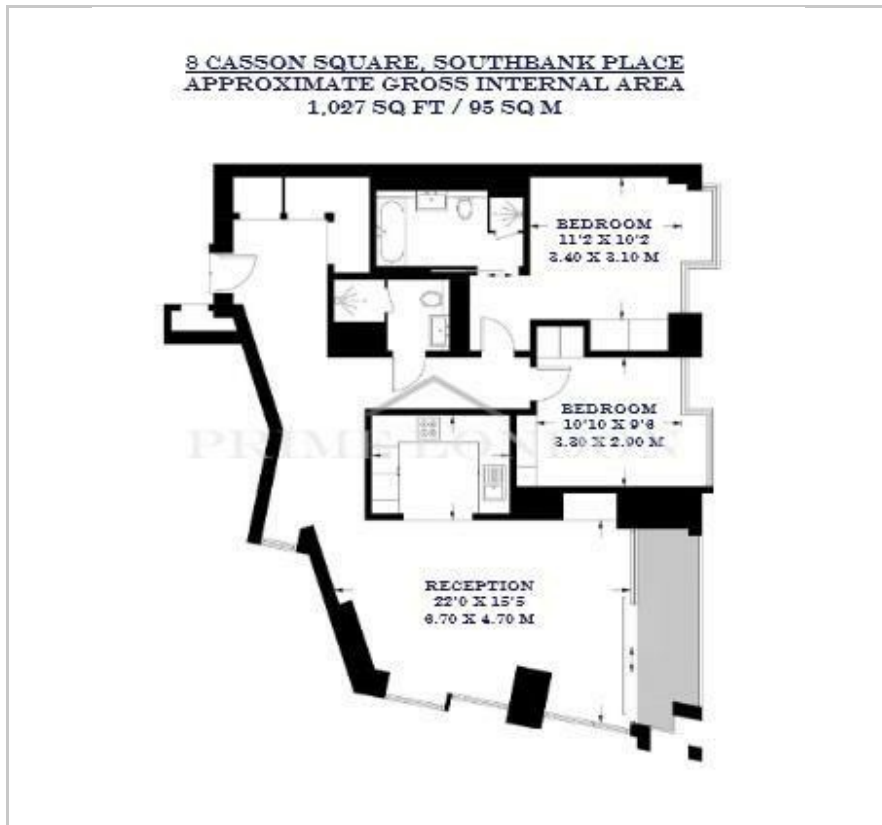 8 CASSON SQUARE, SOUTHBANK PLACE
APPROXIMATE GROSS INTERNAL AREA
1,027 SQ FT / 95 SQ M
BEDROOM
11'2 X 10'2
3.40 X 3.10 M
BEDROOM
10'10 X 9'6
3.30 X 2.90 M
PRIME LONDON
RECEPTION
22'0 X 15'5
6.70 X 4.70 M